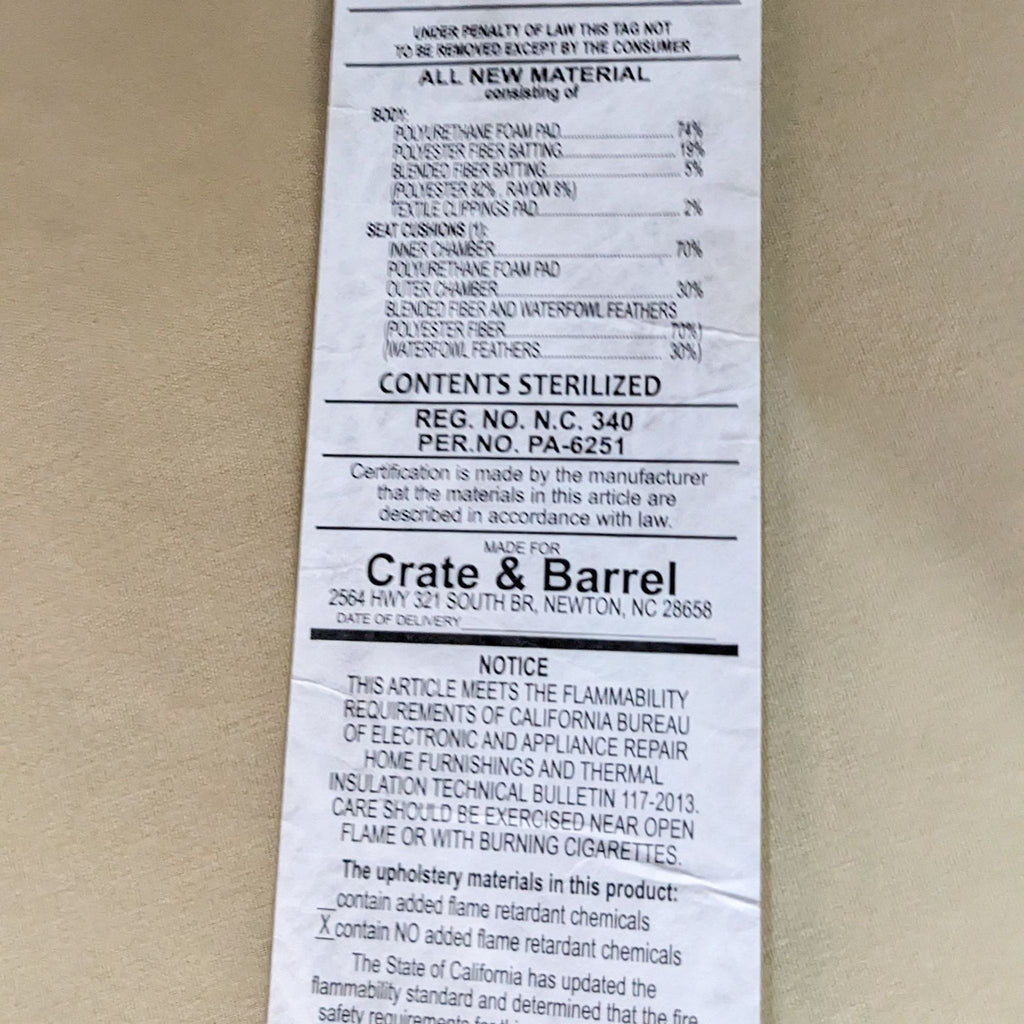 UNDER PENALTY OF LAW THIS TAG NOT
TO BE REMOVED EXCEPT BY THE CONSUMER
ALL NEW MATERIAL
consisting of
BODY:
POLYURETHANE FOAM PAD 74%
POLYESTER FIBER BATTING 19%
BLENDED FIBER BATTING 5%
(POLYESTER 92% , RAYON 8%)
TEXTILE CLIPPINGS PAD 2%
SEAT CUSHIONS (1):
INNER CHAMBER 70%
POLYURETHANE FOAM PAD
OUTER CHAMBER 30%
BLENDED FIBER AND WATERFOWL FEATHERS
(POLYESTER FIBER 70%)
(WATERFOWL FEATHERS 30%)
CONTENTS STERILIZED
REG. NO. N.C. 340
PER.NO. PA-6251
Certification is made by the manufacturer
that the materials in this article are
described in accordance with law.
MADE FOR
Crate & Barrel
2564 HWY 321 SOUTH BR, NEWTON, NC 28658
DATE OF DELIVERY
NOTICE
THIS ARTICLE MEETS THE FLAMMABILITY
REQUIREMENTS OF CALIFORNIA BUREAU
OF ELECTRONIC AND APPLIANCE REPAIR
HOME FURNISHINGS AND THERMAL
INSULATION TECHNICAL BULLETIN 117-2013.
CARE SHOULD BE EXERCISED NEAR OPEN
FLAME OR WITH BURNING CIGARETTES.
The upholstery materials in this product:
__contain added flame retardant chemicals
X contain NO added flame retardant chemicals
The State of California has updated the
flammability standard and determined that the fire
safety requirements for